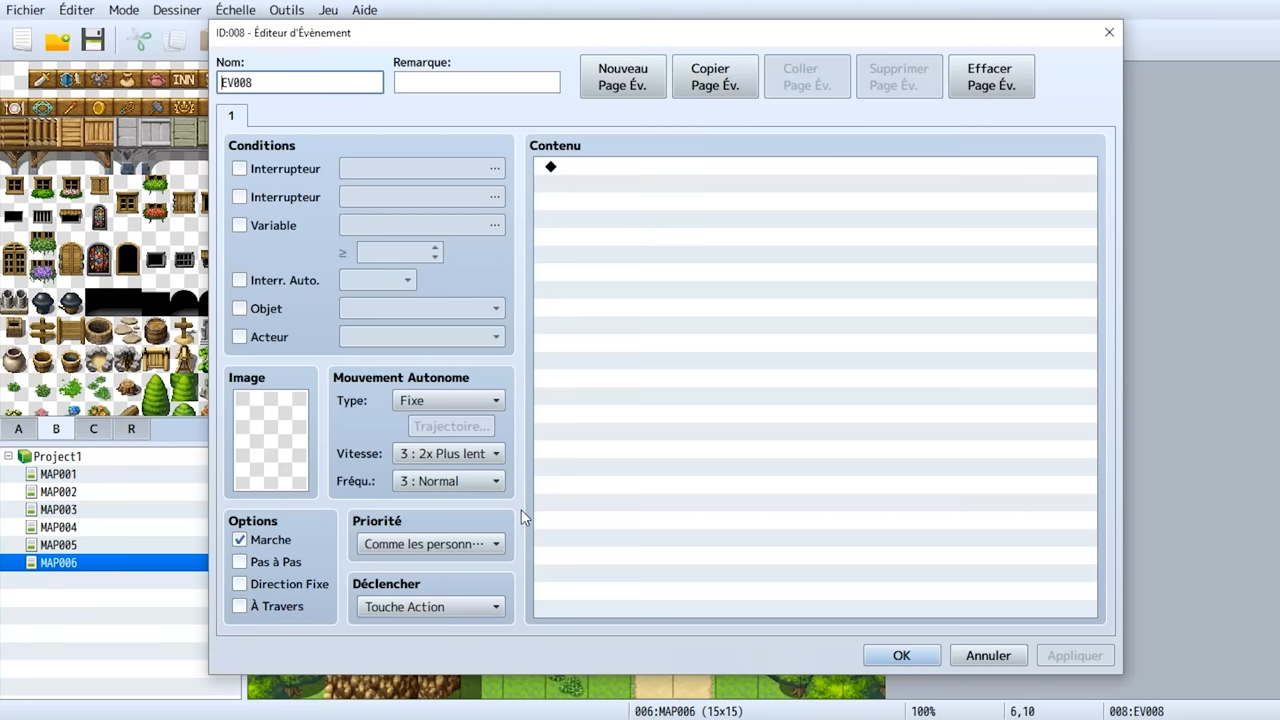 Fichier Éditer Mode Dessiner Échelle Outils Jeu Aide
ID:008 - Éditeur d'Évènement
Nom:
Remarque:
EV008
Nouveau
Page Év.
Copier
Page Év.
Coller
Page Év.
Supprimer
Page Év.
Effacer
Page Év.
INN
1
Conditions
Interrupteur ...
Interrupteur ...
Variable ...
≥
Interr. Auto.
Objet
Acteur
Image
Mouvement Autonome
Type: Fixe
Trajectoire...
Vitesse: 3 : 2x Plus lent
Fréqu.: 3 : Normal
Options
Marche
Pas à Pas
Direction Fixe
À Travers
Priorité
Comme les personn...
Déclencher
Touche Action
Contenu
◆
OK Annuler Appliquer
A B C R
Project1
MAP001
MAP002
MAP003
MAP004
MAP005
MAP006
006:MAP006 (15x15) 100% 6,10 008:EV008